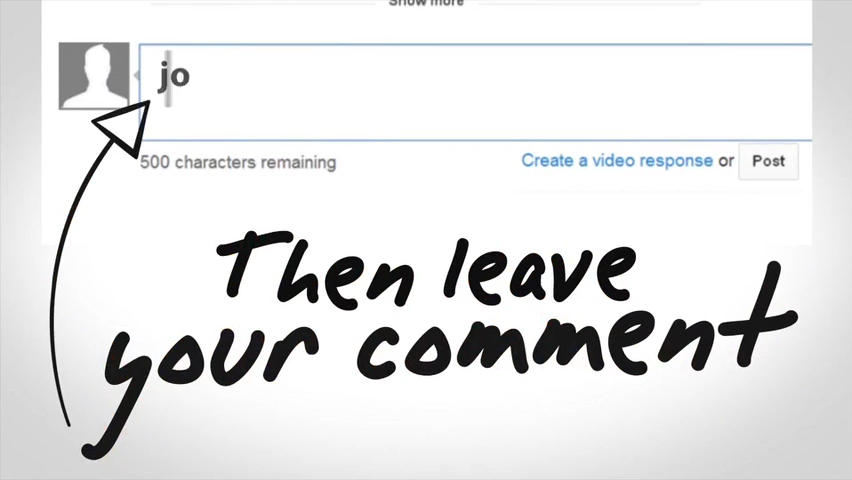 Show more
jo
500 characters remaining
Create a video response or Post
Then leave
your comment